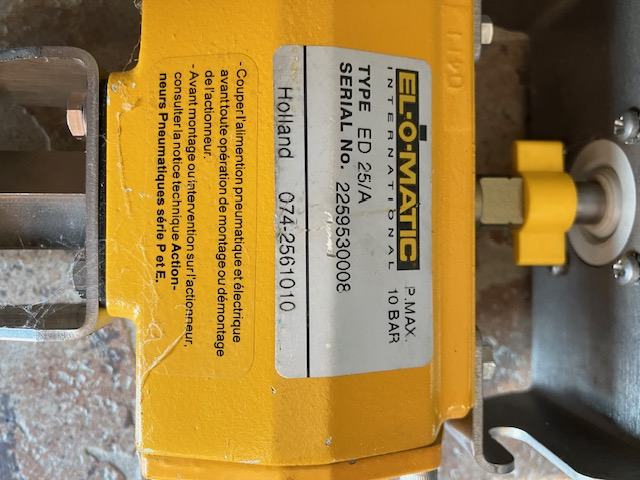 EL-O-MATIC
INTERNATIONAL
P.MAX.
10 BAR
TYPE ED 25/A
SERIAL No. 2259530008
Holland 074-2561010
- Couper l'alimention pneumatique et électrique
avant toute opération de montage ou démontage
de l'actionneur.
- Avant montage ou intervention sur l'actionneur,
consulter la notice technique Action-
neurs Pneumatiques série P et E.